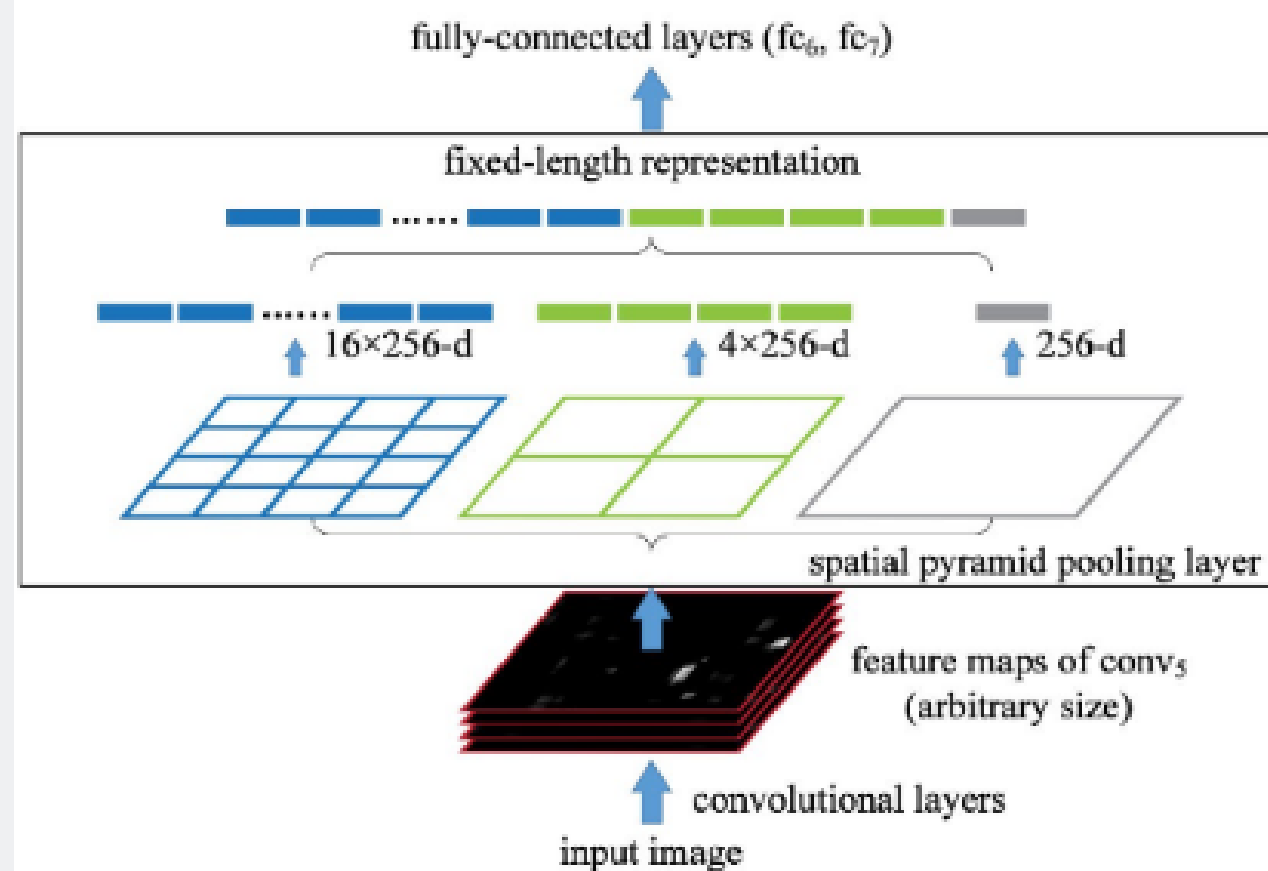 fully-connected layers (fc₆, fc₇)
fixed-length representation
......
......
16×256-d
4×256-d
256-d
spatial pyramid pooling layer
feature maps of conv₅
(arbitrary size)
convolutional layers
input image